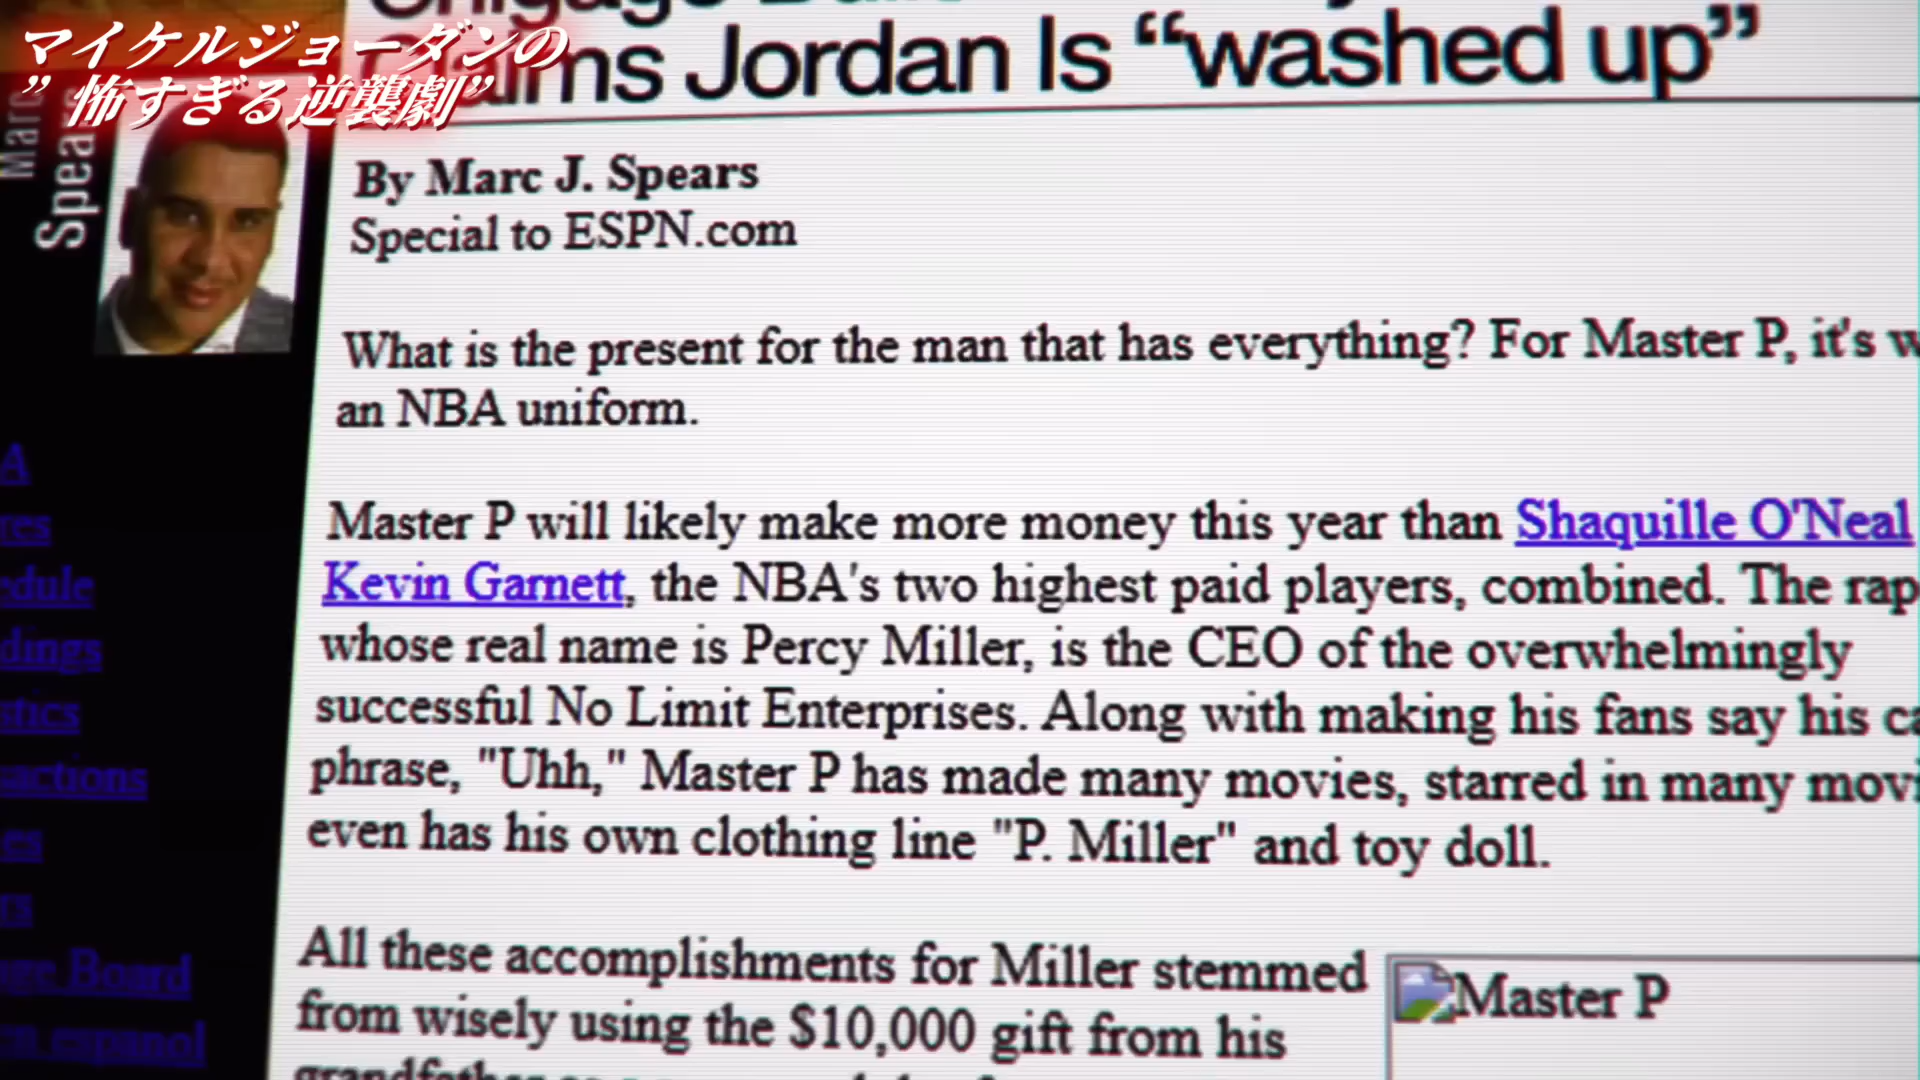 マイケルジョーダンの
”怖すぎる逆襲劇”
Jordan Is “washed up”
Marc
Spears
By Marc J. Spears
Special to ESPN.com
What is the present for the man that has everything? For Master P, it's
an NBA uniform.
Master P will likely make more money this year than Shaquille O'Neal
Kevin Garnett, the NBA's two highest paid players, combined. The
whose real name is Percy Miller, is the CEO of the overwhelmingly
successful No Limit Enterprises. Along with making his fans say his
phrase, "Uhh," Master P has made many movies, starred in many
even has his own clothing line "P. Miller" and toy doll.
All these accomplishments for Miller stemmed
from wisely using the $10,000 gift from his
Master P
Board
espanol